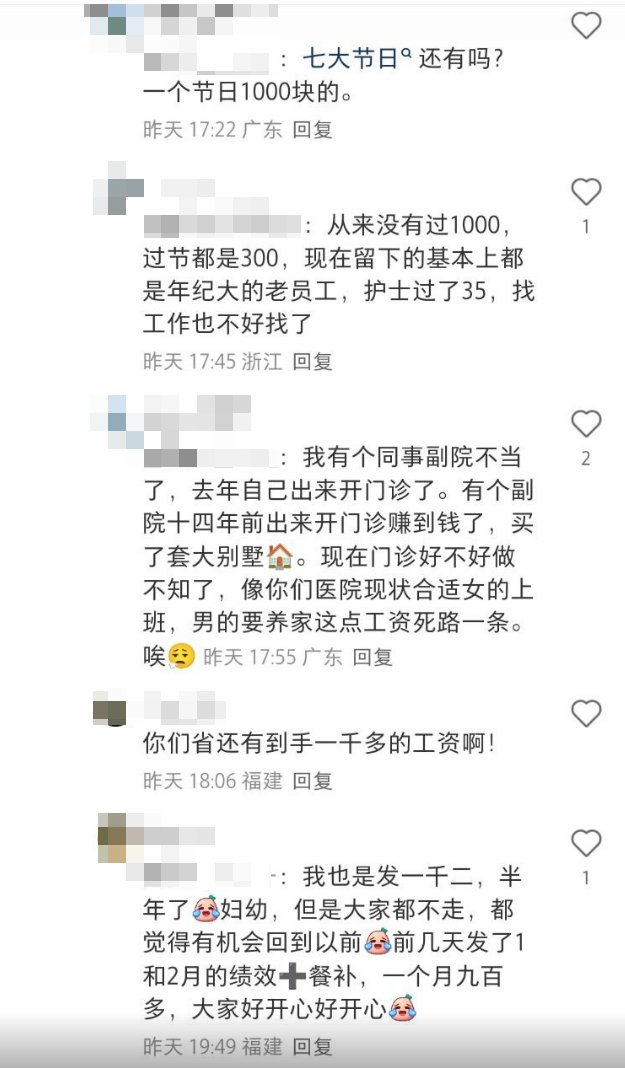 ：七大节日 还有吗?
一个节日1000块的。
昨天 17:22 广东 回复
：从来没有过1000，
1
过节都是300，现在留下的基本上都
是年纪大的老员工，护士过了35，找
工作也不好找了
昨天 17:45 浙江 回复
：我有个同事副院不当
2
了，去年自己出来开门诊了。有个副
院十四年前出来开门诊赚到钱了，买
了套大别墅🏠。现在门诊好不好做
不知了，像你们医院现状合适女的上
班，男的要养家这点工资死路一条。
唉😮‍💨 昨天 17:55 广东 回复
你们省还有到手一千多的工资啊!
昨天 18:06 福建 回复
：我也是发一千二，半
1
年了😂妇幼，但是大家都不走，都
觉得有机会回到以前😂前几天发了1
和2月的绩效➕餐补，一个月九百
多，大家好开心好开心😂
昨天 19:49 福建 回复